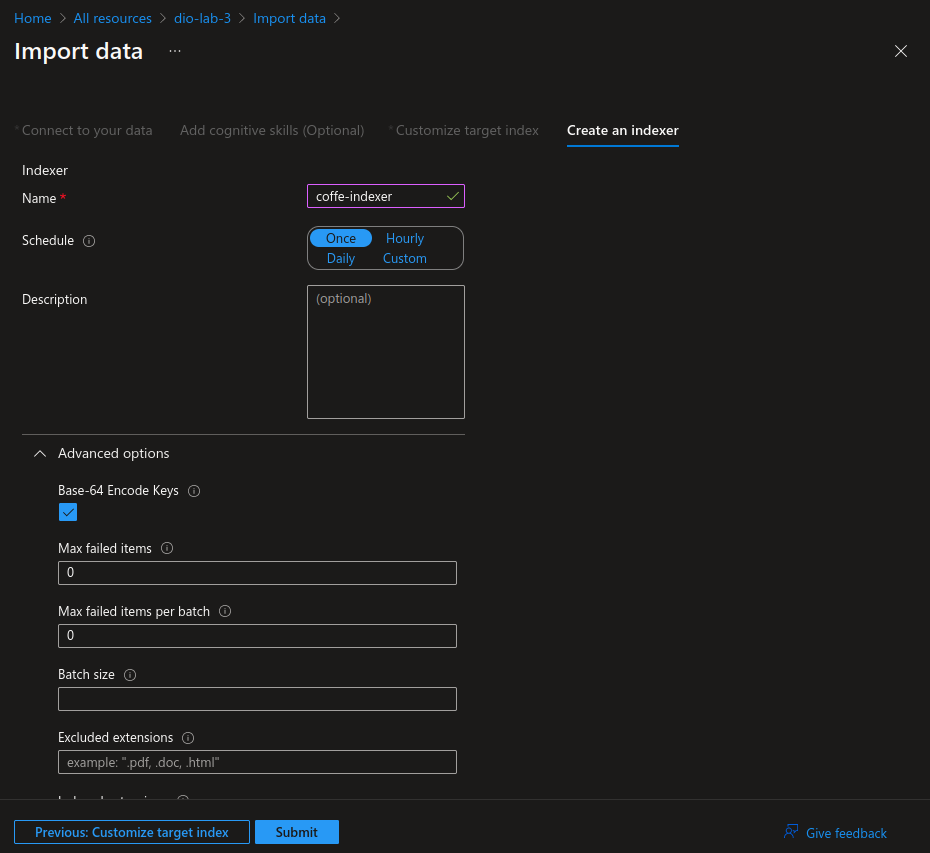 Home > All resources > dio-lab-3 > Import data >
Import data ...
* Connect to your data Add cognitive skills (Optional) * Customize target index Create an indexer
Indexer
Name * coffe-indexer
Schedule Once Hourly
Daily Custom
Description (optional)
Advanced options
Base-64 Encode Keys
Max failed items
0
Max failed items per batch
0
Batch size
Excluded extensions
example: ".pdf, .doc, .html"
Previous: Customize target index Submit Give feedback